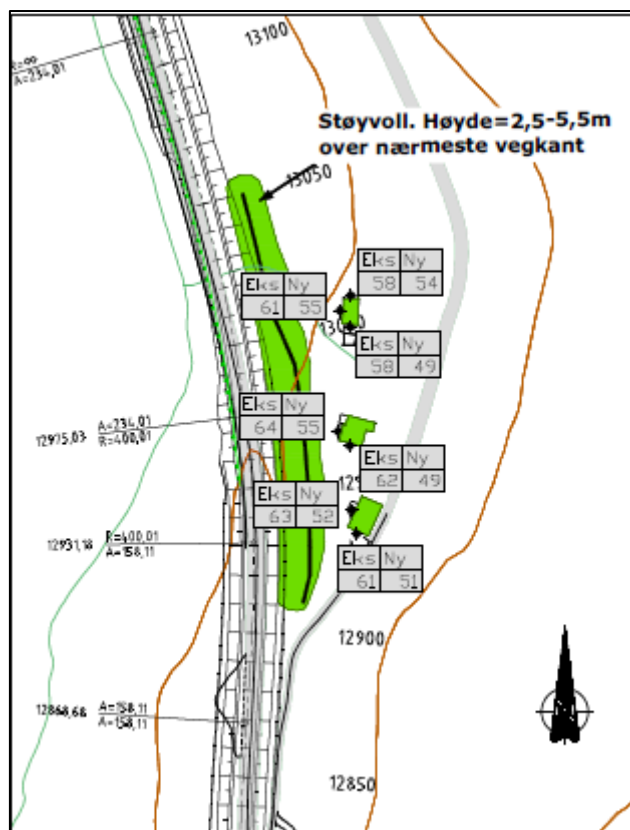 13100
R=∞
A=234,01
Støyvoll. Høyde=2,5-5,5m
over nærmeste vegkant
13050
Eks Ny
58 54
Eks Ny
61 55
Eks Ny
58 49
Eks Ny
64 55
12975,03
A=234,01
R=400,01
Eks Ny
62 49
Eks Ny
63 52
12931,18
R=400,01
A=158,11
Eks Ny
61 51
12900
12868,68
A=158,11
A=158,11
12850